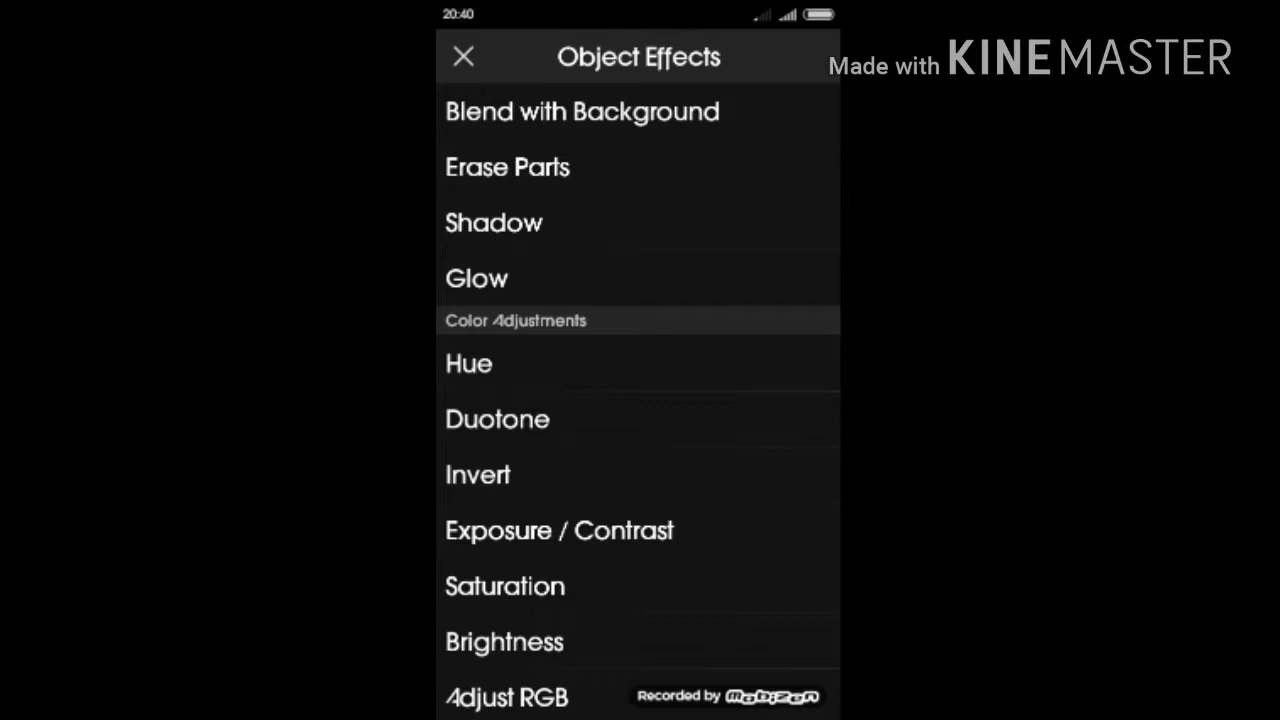 20:40
Object Effects
Made with KINEMASTER
Blend with Background
Erase Parts
Shadow
Glow
Color Adjustments
Hue
Duotone
Invert
Exposure / Contrast
Saturation
Brightness
Adjust RGB
Recorded by mobizen